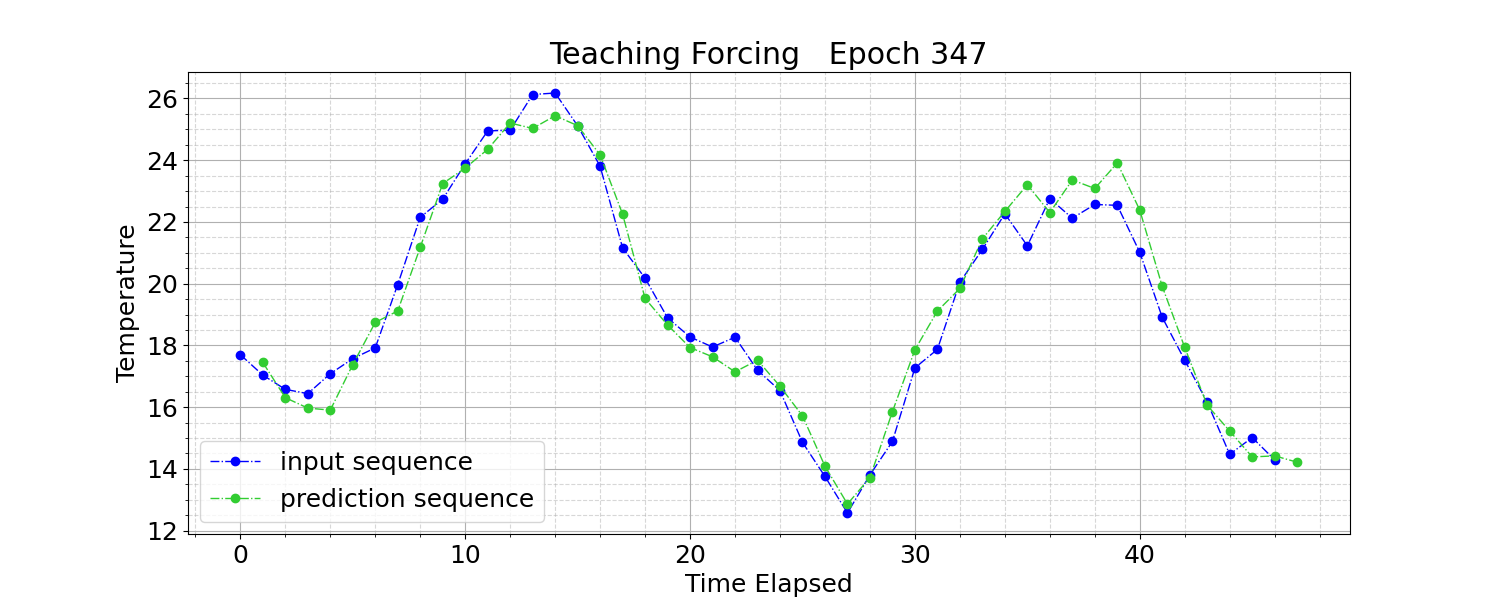 Teaching Forcing   Epoch 347
Temperature
26
24
22
20
18
16
14
12
input sequence
prediction sequence
0 10 20 30 40
Time Elapsed